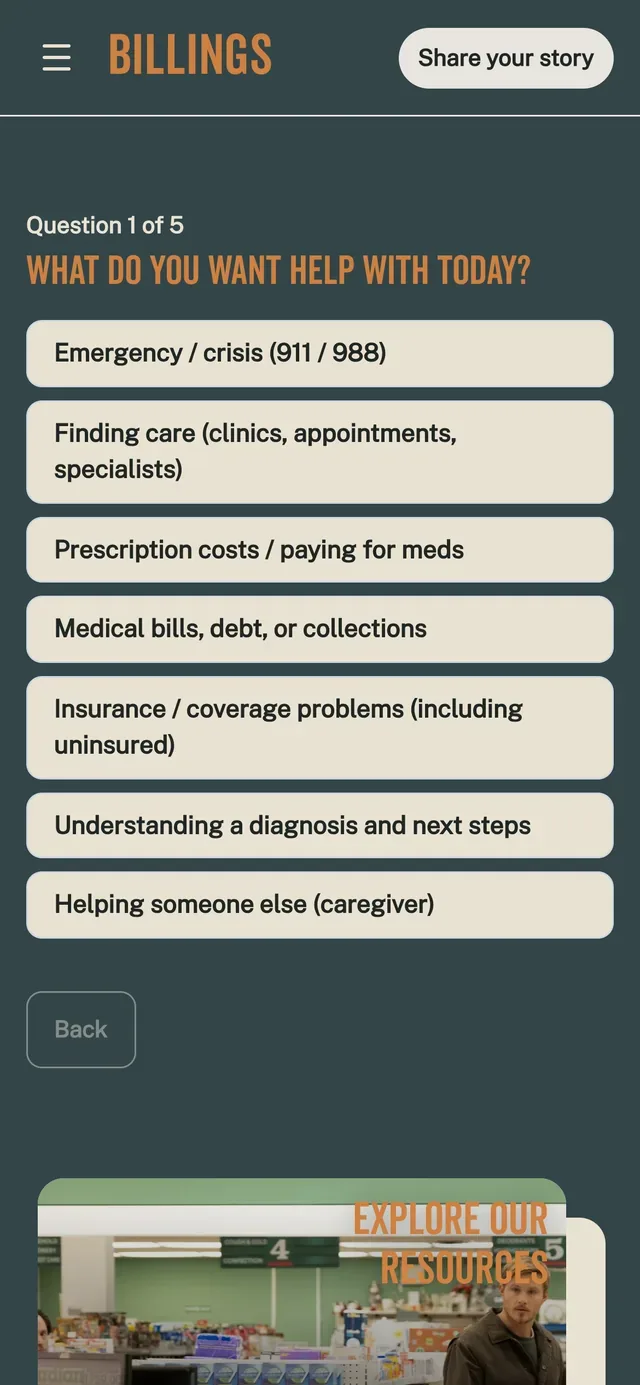 BILLINGS
Share your story
Question 1 of 5
WHAT DO YOU WANT HELP WITH TODAY?
Emergency / crisis (911 / 988)
Finding care (clinics, appointments,
specialists)
Prescription costs / paying for meds
Medical bills, debt, or collections
Insurance / coverage problems (including
uninsured)
Understanding a diagnosis and next steps
Helping someone else (caregiver)
Back
EXPLORE OUR
RESOURCES
4
5